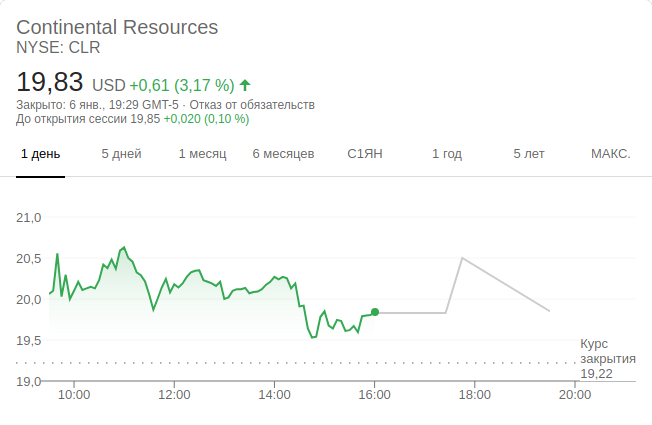 Continental Resources
NYSE: CLR
19,83 USD +0,61 (3,17 %)
Закрыто: 6 янв., 19:29 GMT-5 · Отказ от обязательств
До открытия сессии 19,85 +0,020 (0,10 %)
1 день 5 дней 1 месяц 6 месяцев С1ЯН 1 год 5 лет МАКС.
21,0
20,5
20,0
19,5
Курс
закрытия
19,22
19,0
10:00 12:00 14:00 16:00 18:00 20:00